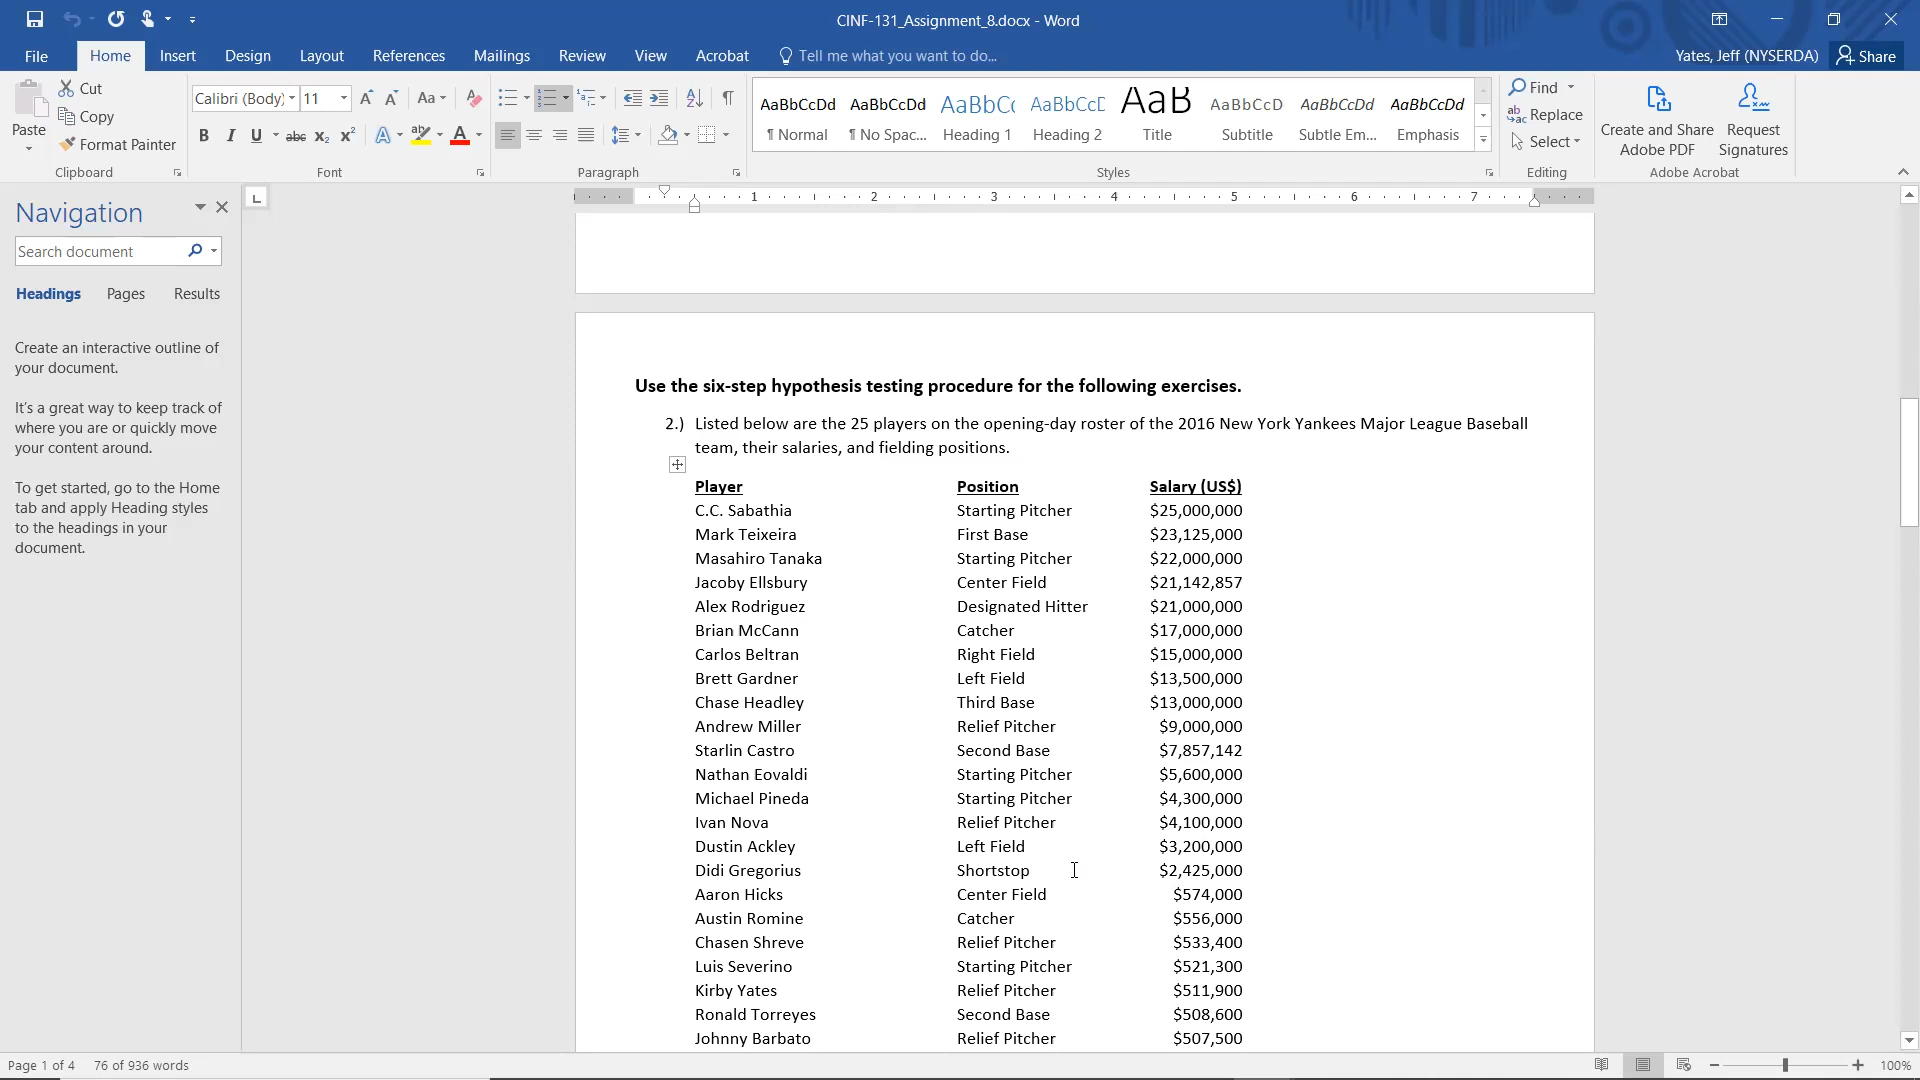 CINF-131_Assignment_8.docx - Word
File Home Insert Design Layout References Mailings Review View Acrobat Tell me what you want to do... Yates, Jeff (NYSERDA) Share
Paste
Cut
Copy
Format Painter
Clipboard
Calibri (Body) 11 Aa
B I U abc x₂ x² A A
Font
Paragraph
AaBbCcDd AaBbCcDd AaBbC AaBbCcD AaB AaBbCcD AaBbCcDd AaBbCcDd
¶ Normal ¶ No Spac... Heading 1 Heading 2 Title Subtitle Subtle Em... Emphasis
Styles
Find
Replace
Select
Editing
Create and Share
Adobe PDF
Request
Signatures
Adobe Acrobat
Navigation
Search document
Headings Pages Results
Create an interactive outline of
your document.
It's a great way to keep track of
where you are or quickly move
your content around.
To get started, go to the Home
tab and apply Heading styles
to the headings in your
document.
L
1 2 3 4 5 6 7
Use the six-step hypothesis testing procedure for the following exercises.
2.) Listed below are the 25 players on the opening-day roster of the 2016 New York Yankees Major League Baseball
team, their salaries, and fielding positions.
Player Position Salary (US$)
C.C. Sabathia Starting Pitcher $25,000,000
Mark Teixeira First Base $23,125,000
Masahiro Tanaka Starting Pitcher $22,000,000
Jacoby Ellsbury Center Field $21,142,857
Alex Rodriguez Designated Hitter $21,000,000
Brian McCann Catcher $17,000,000
Carlos Beltran Right Field $15,000,000
Brett Gardner Left Field $13,500,000
Chase Headley Third Base $13,000,000
Andrew Miller Relief Pitcher $9,000,000
Starlin Castro Second Base $7,857,142
Nathan Eovaldi Starting Pitcher $5,600,000
Michael Pineda Starting Pitcher $4,300,000
Ivan Nova Relief Pitcher $4,100,000
Dustin Ackley Left Field $3,200,000
Didi Gregorius Shortstop $2,425,000
Aaron Hicks Center Field $574,000
Austin Romine Catcher $556,000
Chasen Shreve Relief Pitcher $533,400
Luis Severino Starting Pitcher $521,300
Kirby Yates Relief Pitcher $511,900
Ronald Torreyes Second Base $508,600
Johnny Barbato Relief Pitcher $507,500
Page 1 of 4 76 of 936 words 100%